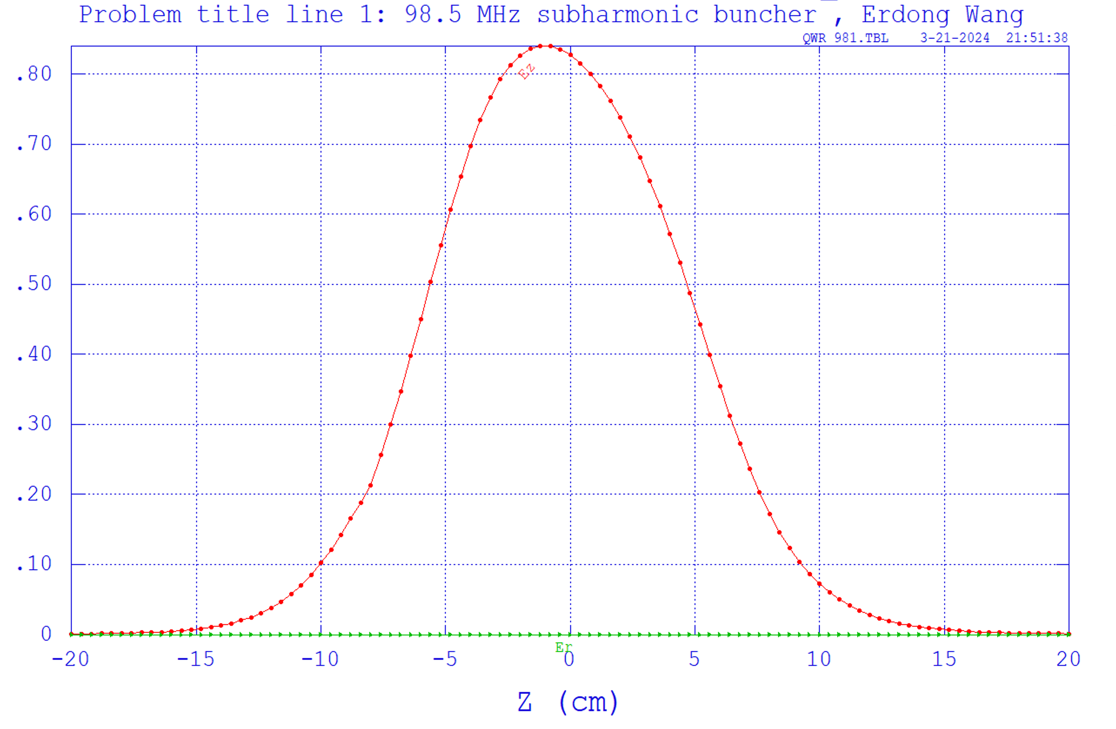 Problem title line 1: 98.5 MHz subharmonic buncher , Erdong Wang
QWR 981.TBL 3-21-2024 21:51:38
Ez
.80
.70
.60
.50
.40
.30
.20
.10
0
Er
-20 -15 -10 -5 0 5 10 15 20
Z (cm)